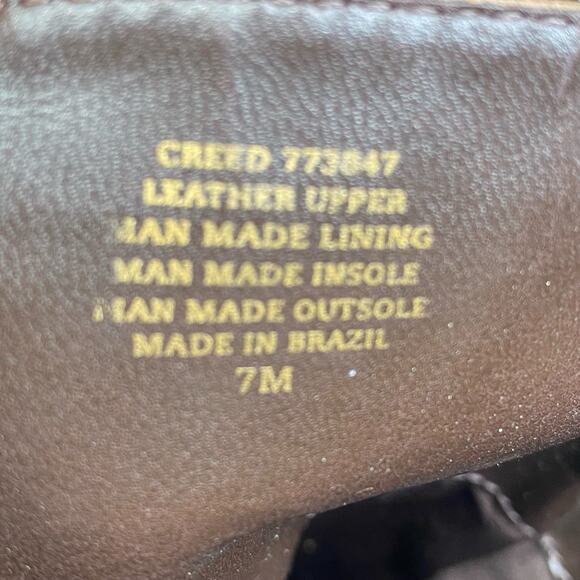 CREED 773847
LEATHER UPPER
MAN MADE LINING
MAN MADE INSOLE
MAN MADE OUTSOLE
MADE IN BRAZIL
7M